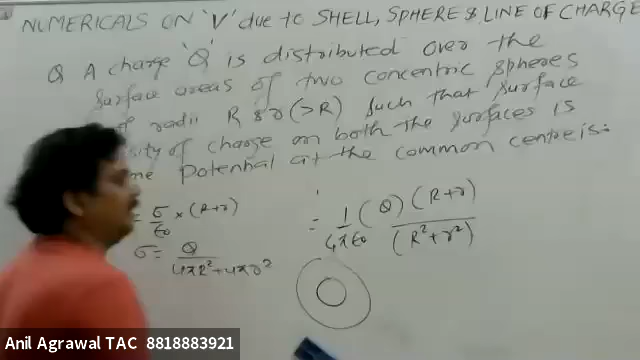 NUMERICALS ON 'V' due to SHELL, SPHERE & LINE OF CHARGE
Q A charge 'Q' is distributed over the
surface areas of two concentric spheres
of radii R & r (>R) such that surface
sity of charge on both the surfaces is
me potential at the common centre is:
= σ/ε0 × (R+r)
σ = Q/(4πR²+4πr²)
= 1/4πε0 (Q) (R+r)/(R²+r²)
Anil Agrawal TAC 8818883921